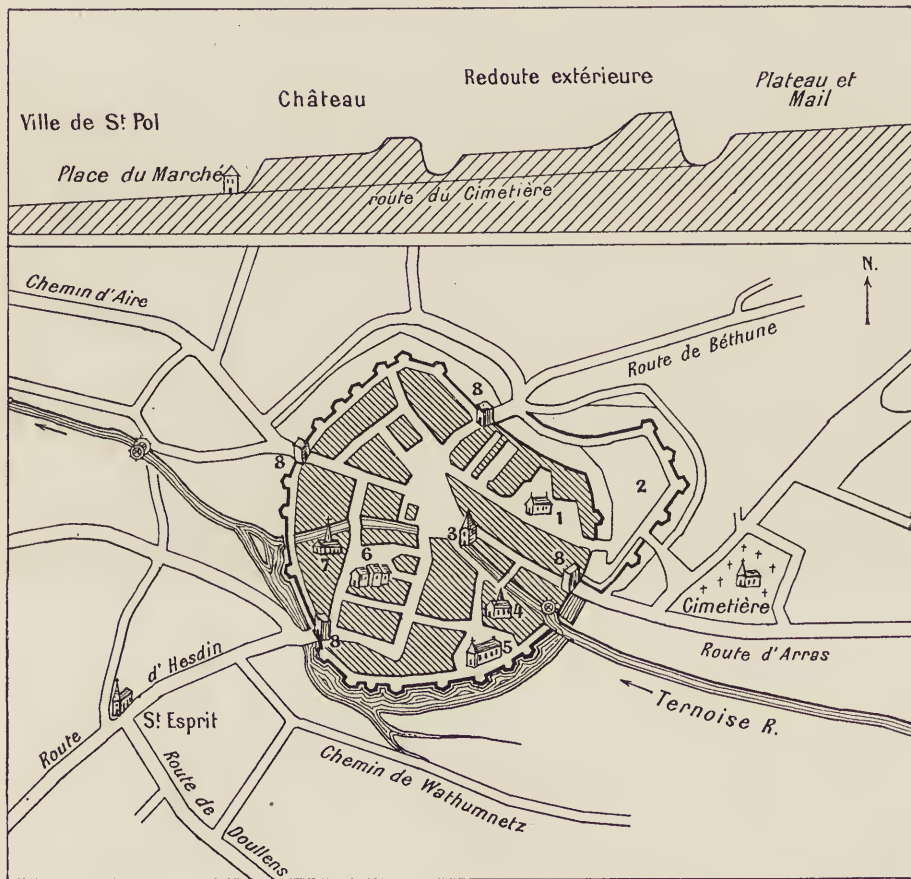 Redoute extérieure
Plateau et
Mail
Château
Ville de St Pol
Place du Marché
route du Cimetière
N.
Chemin d'Aire
Route de Béthune
8
8
2
1
3
8
6
7
4
Cimetière
8
5
Route d'Arras
d'Hesdin
St Esprit
Ternoise R.
Route
Route de
Doullens
Chemin de Wathumnetz